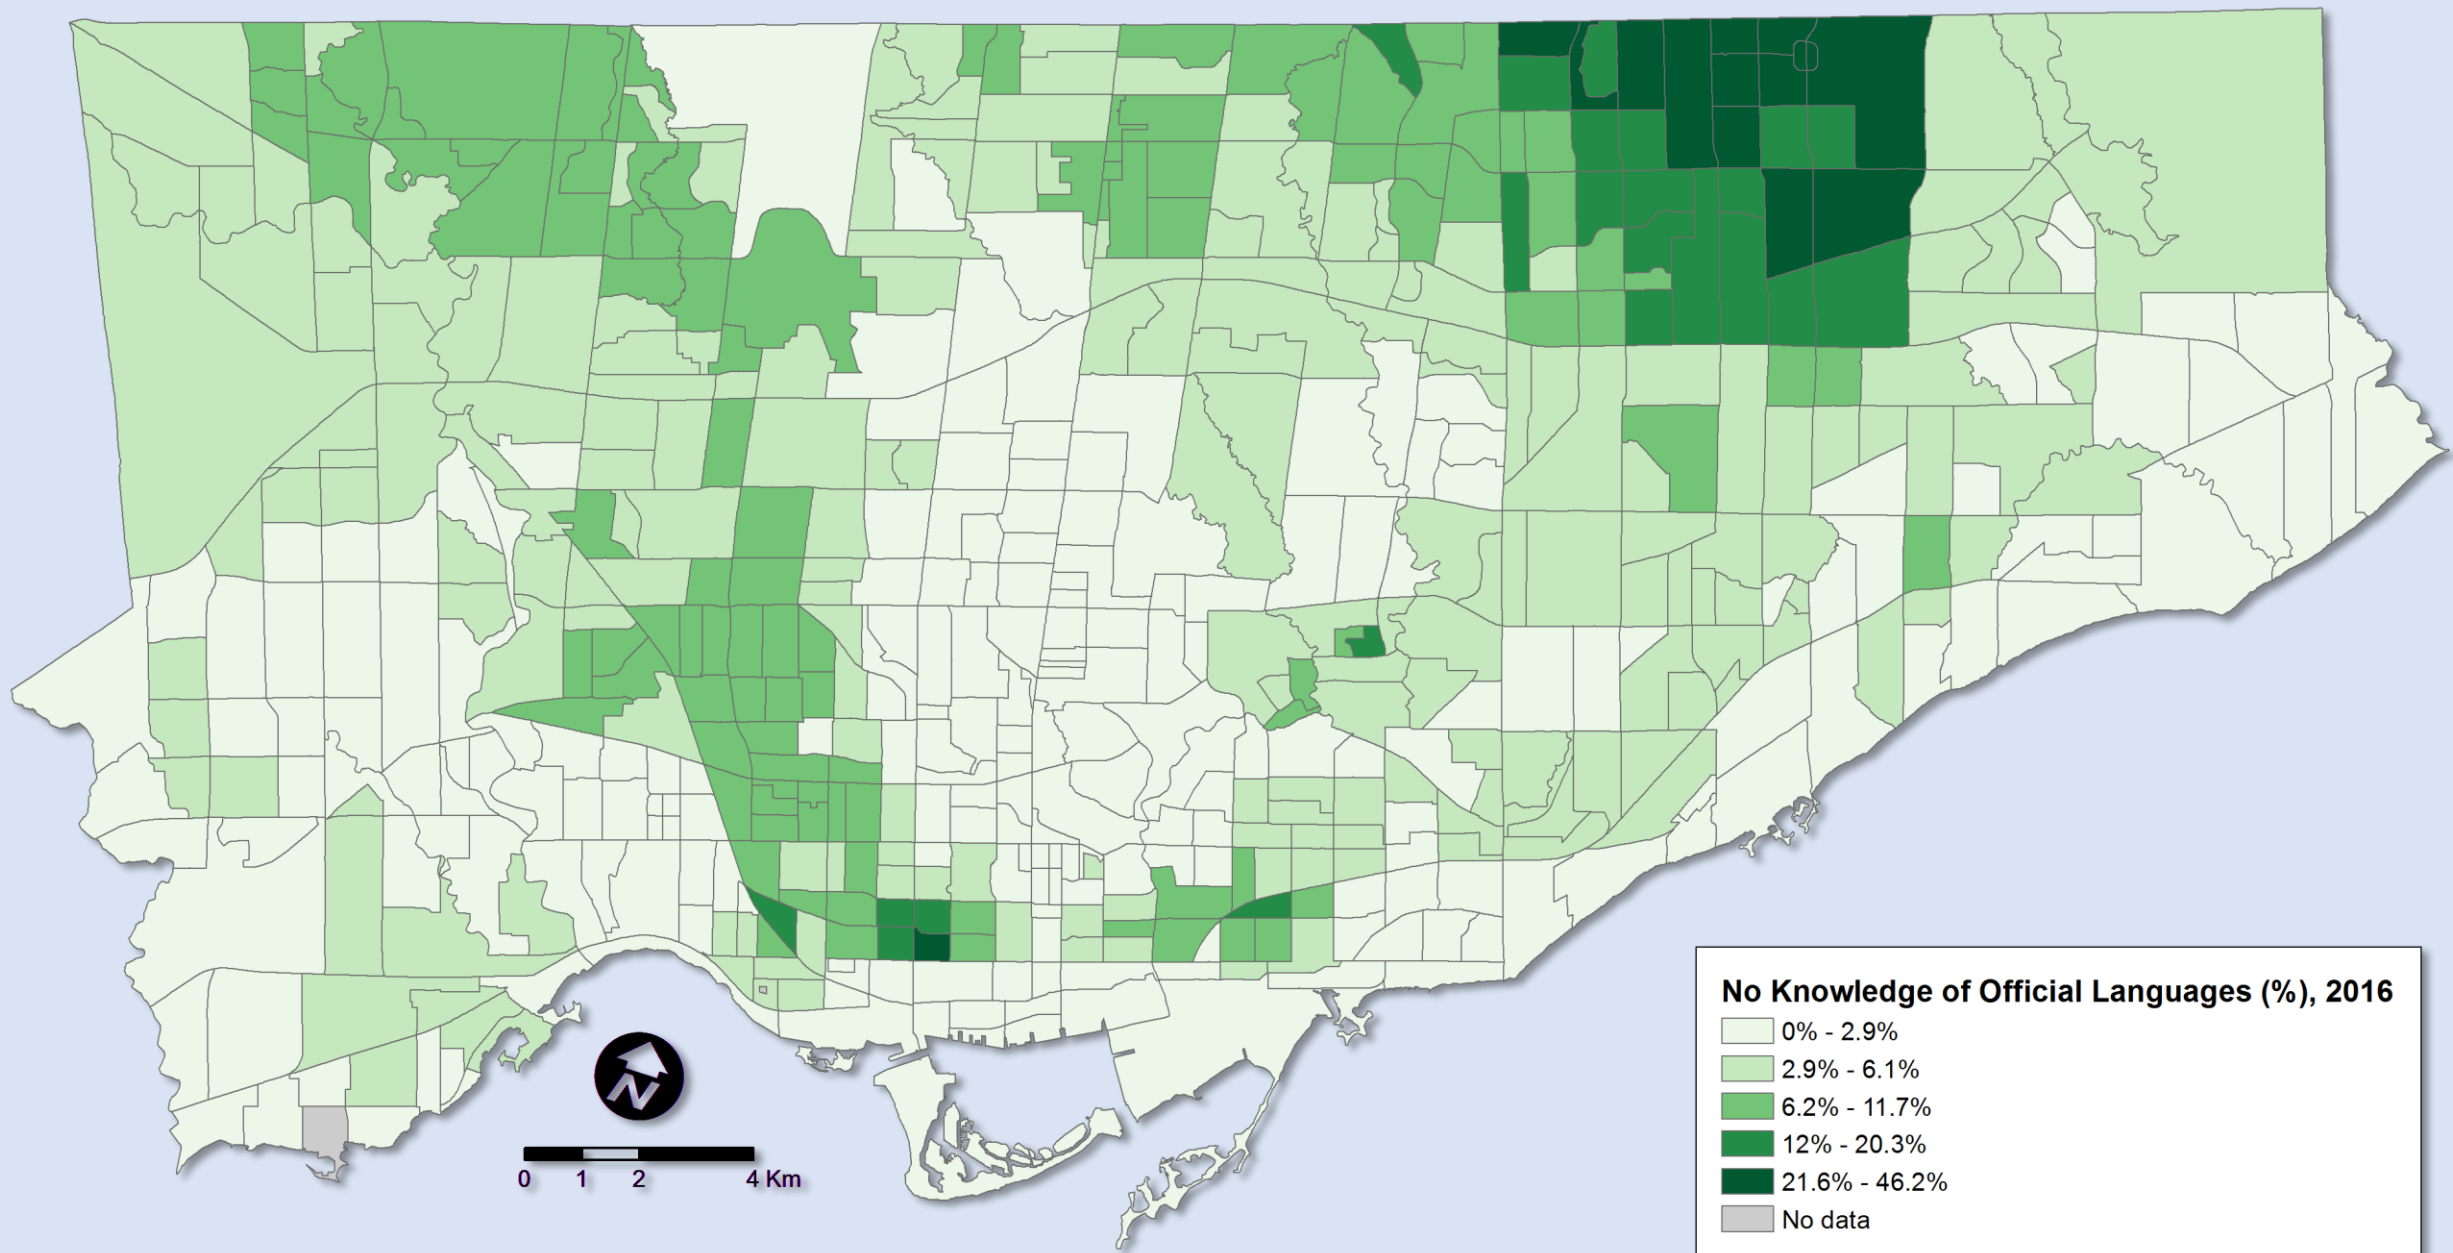 No Knowledge of Official Languages (%), 2016
0% - 2.9%
2.9% - 6.1%
6.2% - 11.7%
12% - 20.3%
21.6% - 46.2%
No data
N
0 1 2 4 Km